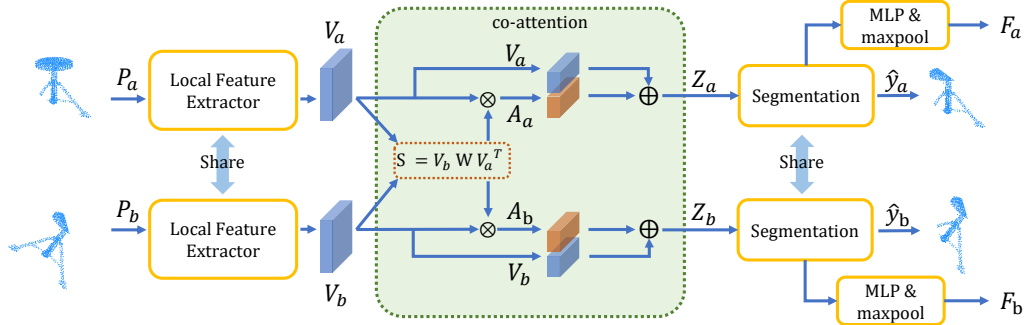 co-attention
MLP &
maxpool
F_a
V_a
V_a
P_a
Local Feature
Extractor
Z_a
Segmentation
ŷ_a
⊗
A_a
⊕
Share
S = V_b W V_a^T
Share
P_b
Local Feature
Extractor
⊗
A_b
⊕
Z_b
Segmentation
ŷ_b
V_b
V_b
MLP &
maxpool
F_b